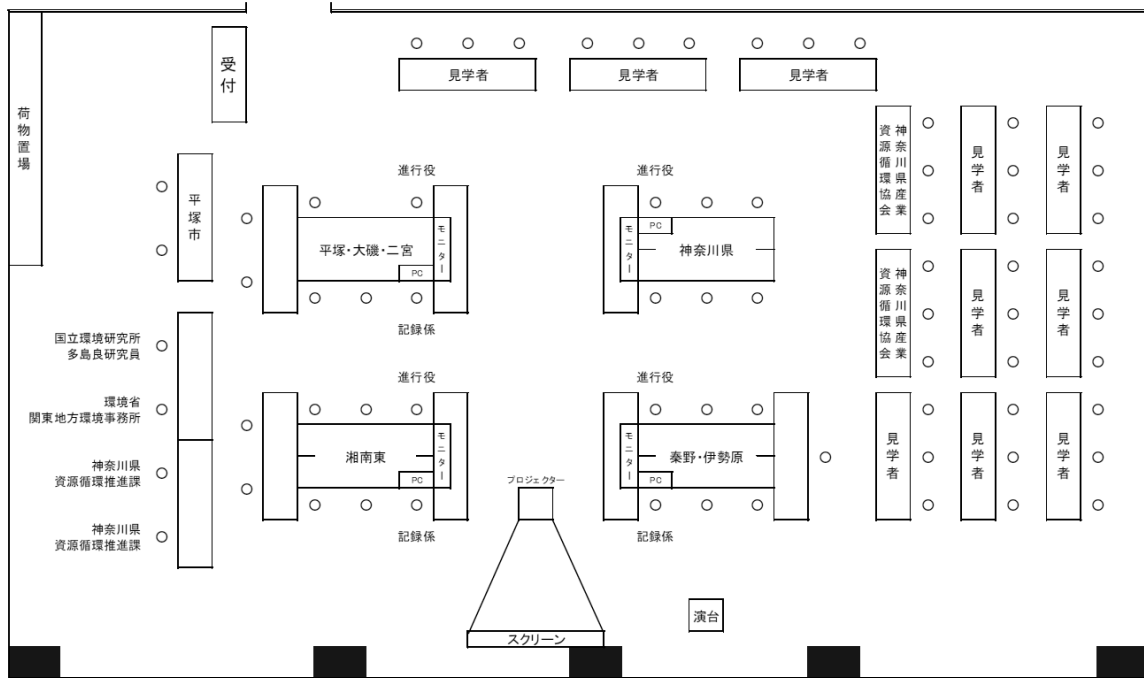 受付
見学者
見学者
見学者
荷物置場
神奈川県産業
資源循環協会
見学者
見学者
平塚市
進行役
進行役
平塚・大磯・二宮
モニター
PC
モニター
PC
神奈川県
記録係
神奈川県産業
資源循環協会
見学者
見学者
国立環境研究所
多島良研究員
環境省
関東地方環境事務所
神奈川県
資源循環推進課
神奈川県
資源循環推進課
進行役
進行役
湘南東
モニター
PC
モニター
PC
秦野・伊勢原
見学者
見学者
見学者
記録係
記録係
プロジェクター
スクリーン
演台